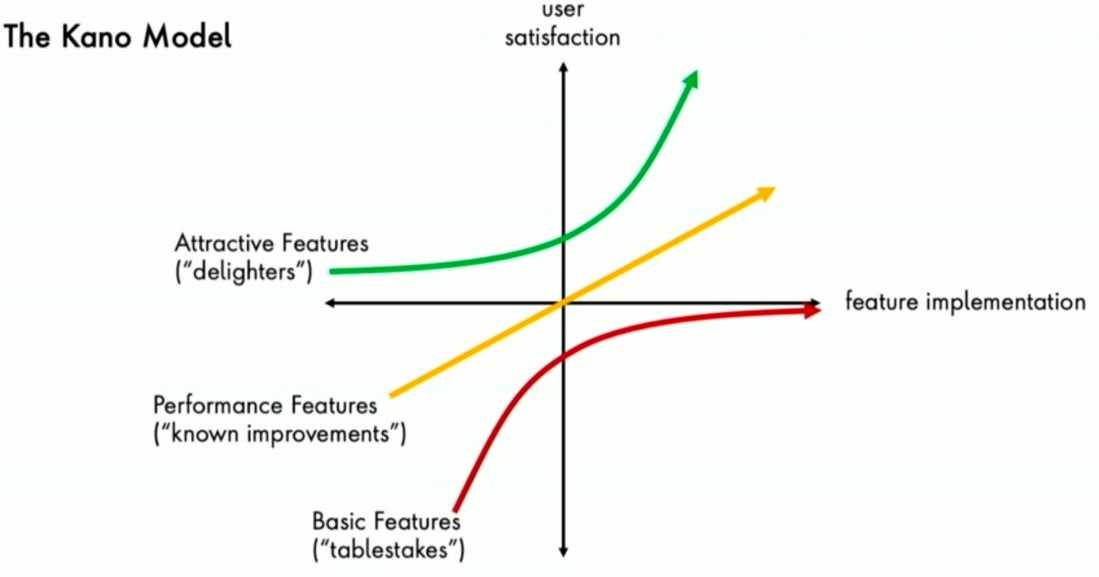 The Kano Model
user
satisfaction
Attractive Features
(“delighters”)
feature implementation
Performance Features
(“known improvements”)
Basic Features
(“tablestakes”)